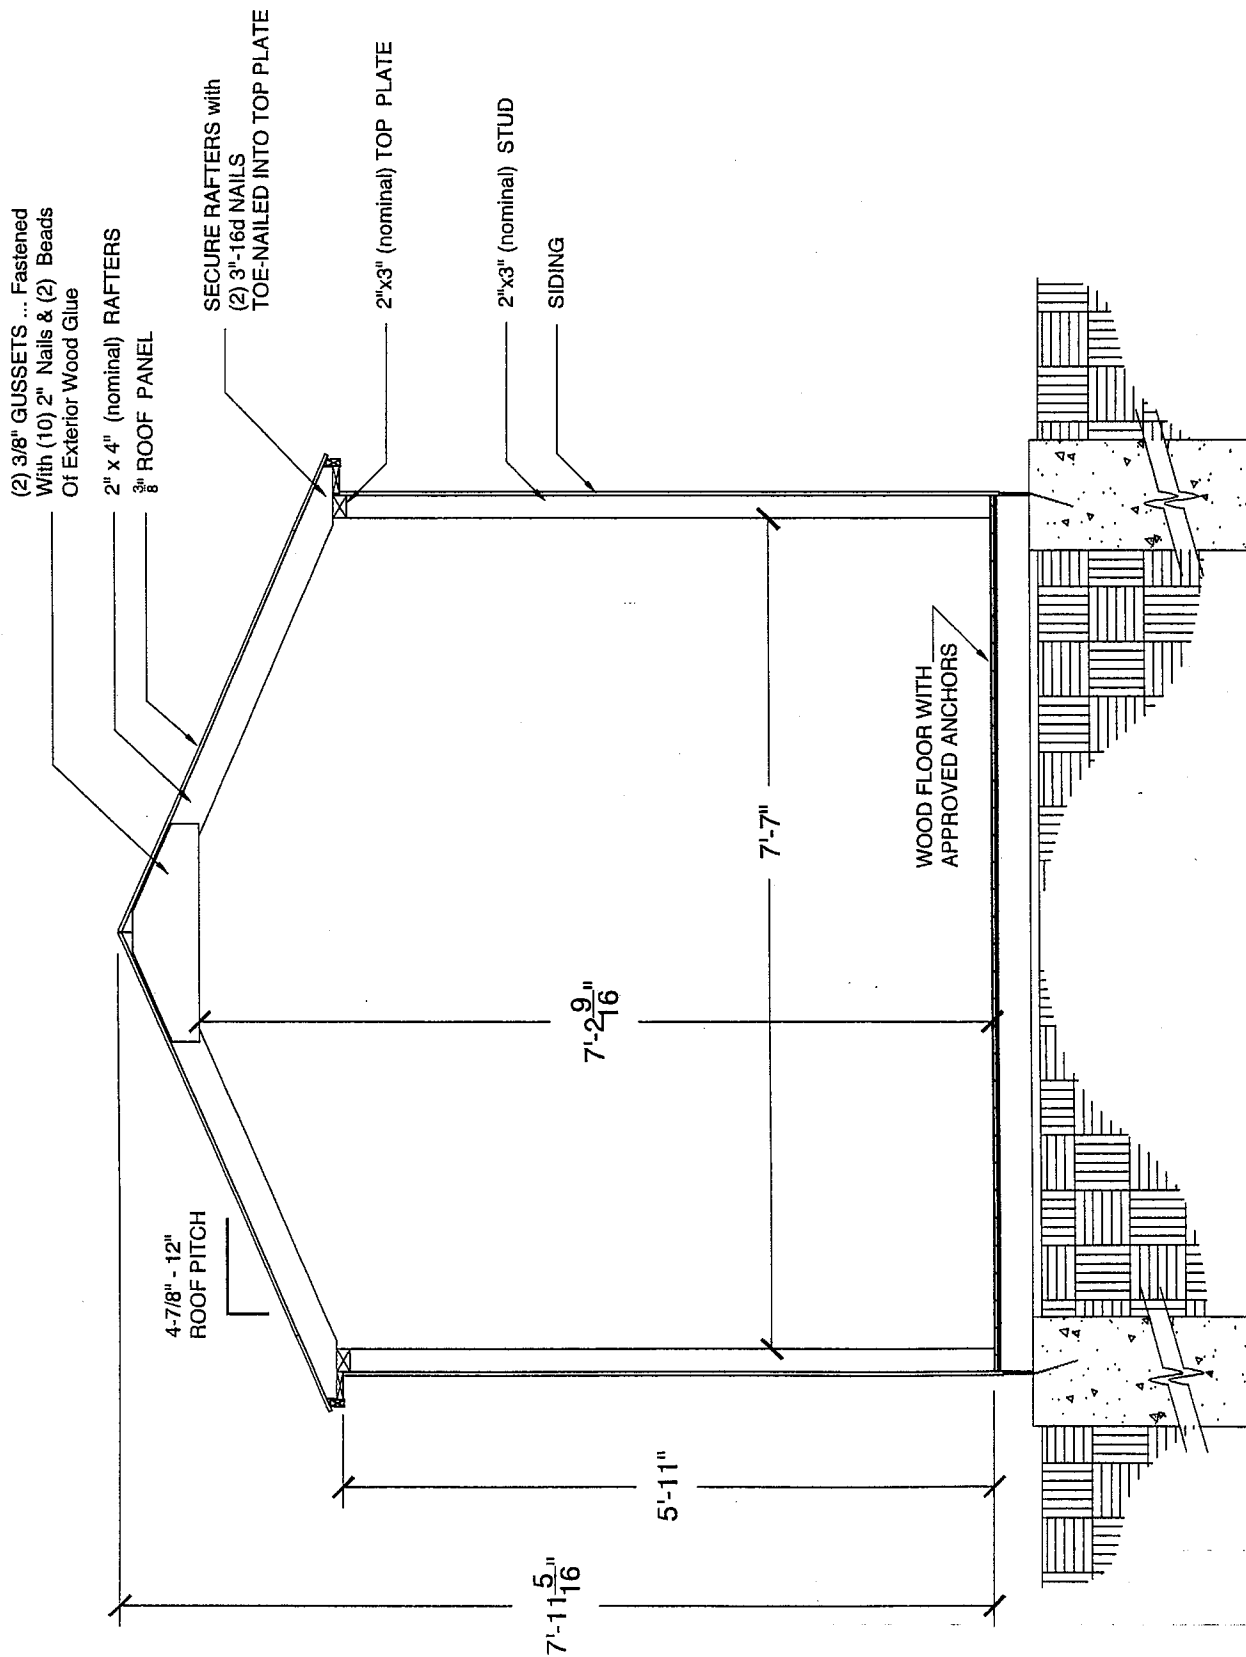 (2) 3/8" GUSSETS ... Fastened
With (10) 2" Nails & (2) Beads
Of Exterior Wood Glue
2" x 4" (nominal) RAFTERS
3/8" ROOF PANEL
SECURE RAFTERS with
(2) 3"-16d NAILS
TOE-NAILED INTO TOP PLATE
2"x3" (nominal) TOP PLATE
2"x3" (nominal) STUD
SIDING
4-7/8" - 12"
ROOF PITCH
7'-2 9/16"
7'-7"
WOOD FLOOR WITH
APPROVED ANCHORS
5'-11"
7'-11 5/16"